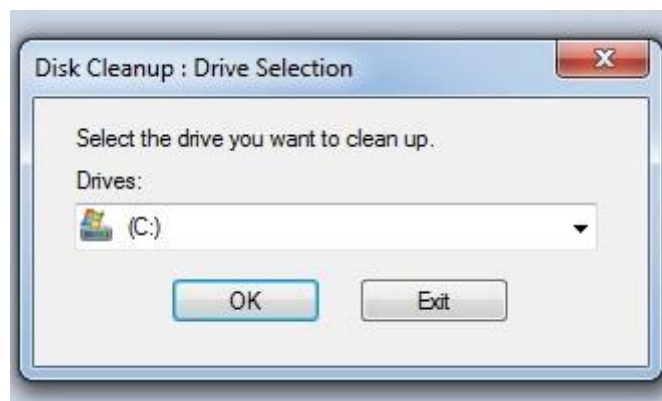 Disk Cleanup : Drive Selection
Select the drive you want to clean up.
Drives:
(C:)
OK
Exit